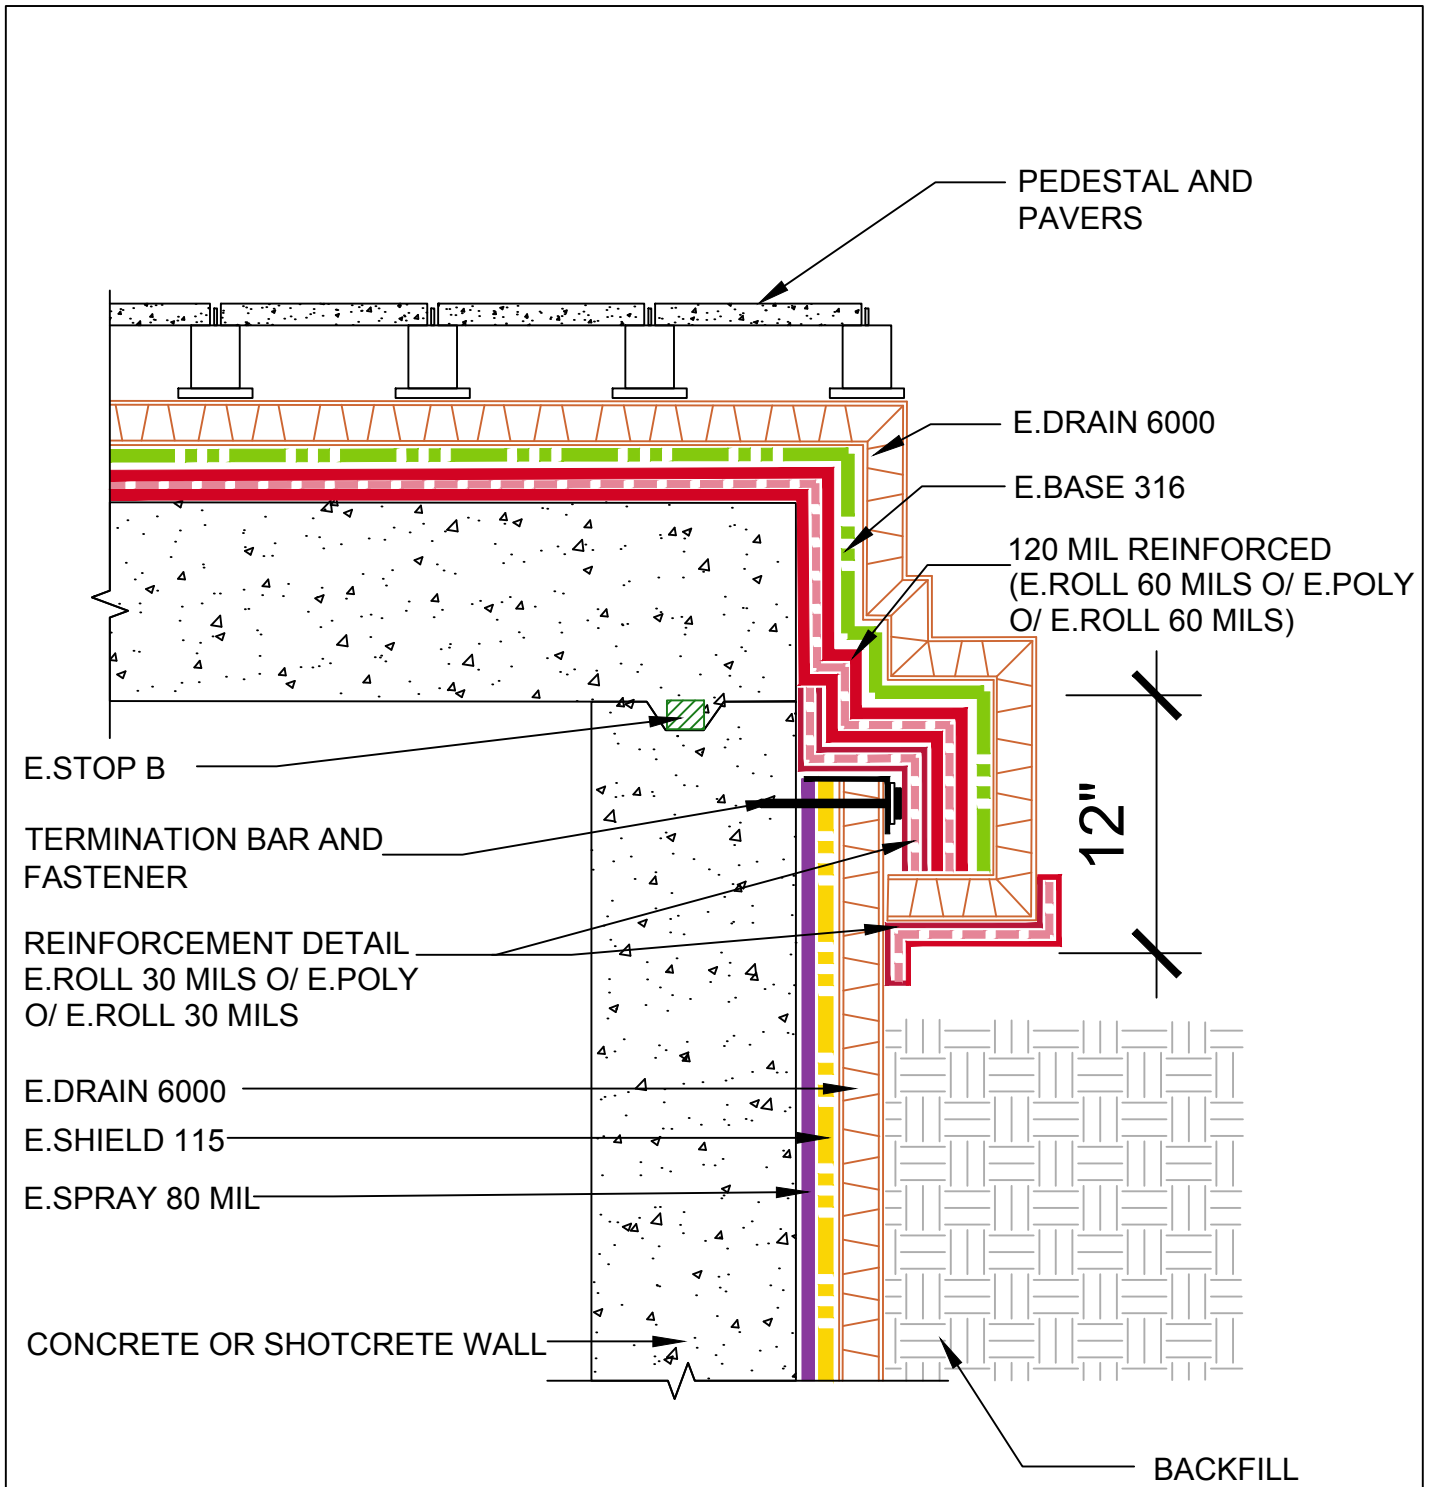 PEDESTAL AND
PAVERS
E.DRAIN 6000
E.BASE 316
120 MIL REINFORCED
(E.ROLL 60 MILS O/ E.POLY
O/ E.ROLL 60 MILS)
12"
E.STOP B
TERMINATION BAR AND
FASTENER
REINFORCEMENT DETAIL
E.ROLL 30 MILS O/ E.POLY
O/ E.ROLL 30 MILS
E.DRAIN 6000
E.SHIELD 115
E.SPRAY 80 MIL
CONCRETE OR SHOTCRETE WALL
BACKFILL